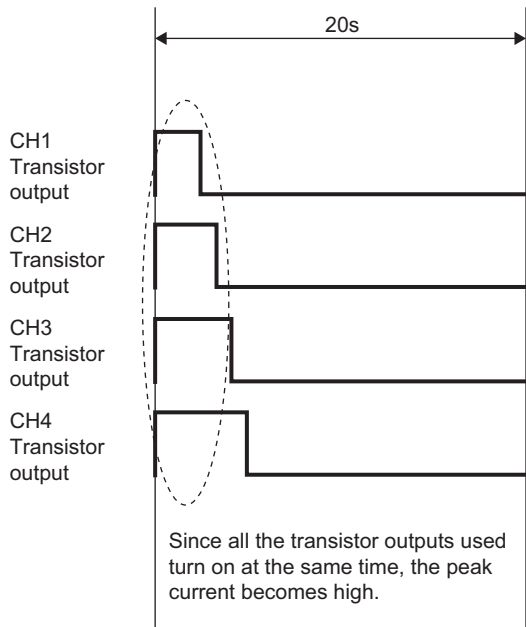 20s
CH1
Transistor
output
CH2
Transistor
output
CH3
Transistor
output
CH4
Transistor
output
Since all the transistor outputs used
turn on at the same time, the peak
current becomes high.